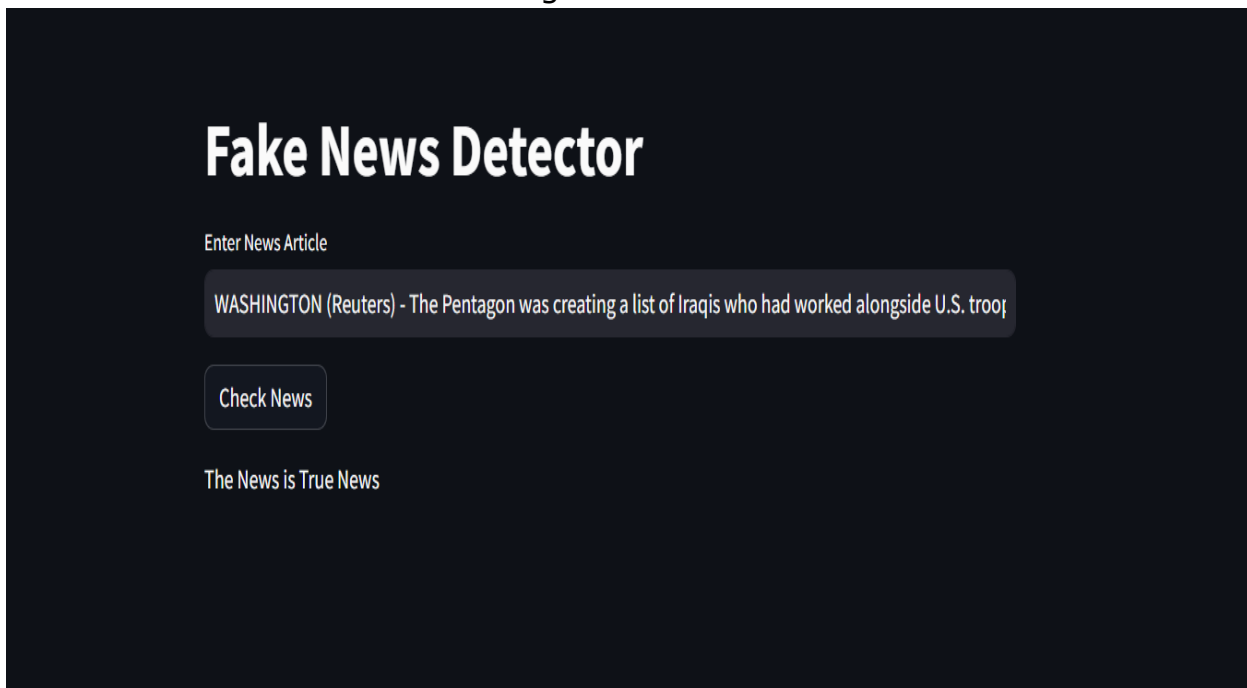 Fake News Detector
Enter News Article
WASHINGTON (Reuters) - The Pentagon was creating a list of Iraqis who had worked alongside U.S.
Check News
The News is True News